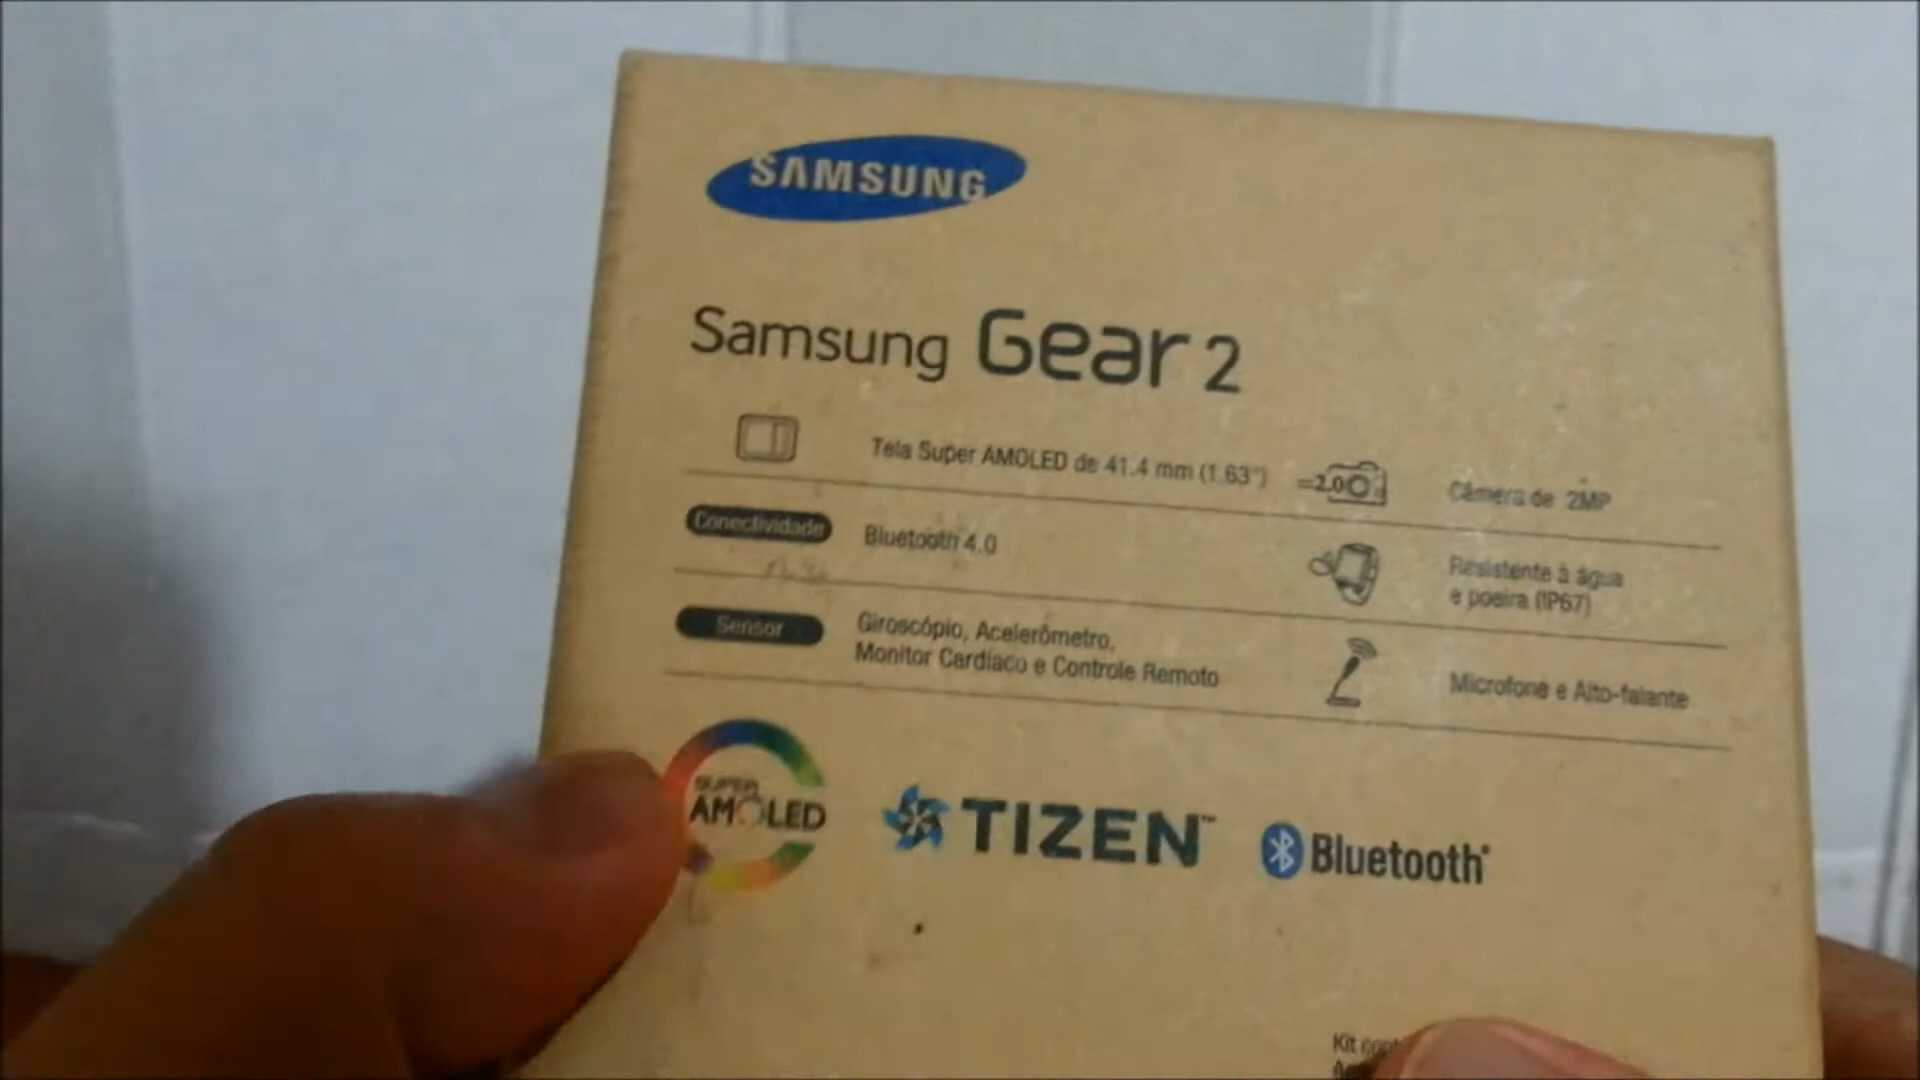 SAMSUNG
Samsung Gear 2
Tela Super AMOLED de 41.4 mm (1.63")
=2.0
Câmera de 2MP
Conectividade
Bluetooth 4.0
Resistente à água
e poeira (IP67)
Sensor
Giroscópio, Acelerômetro,
Monitor Cardíaco e Controle Remoto
Microfone e Alto-falante
SUPER
AMOLED
TIZEN™
Bluetooth®
Kit